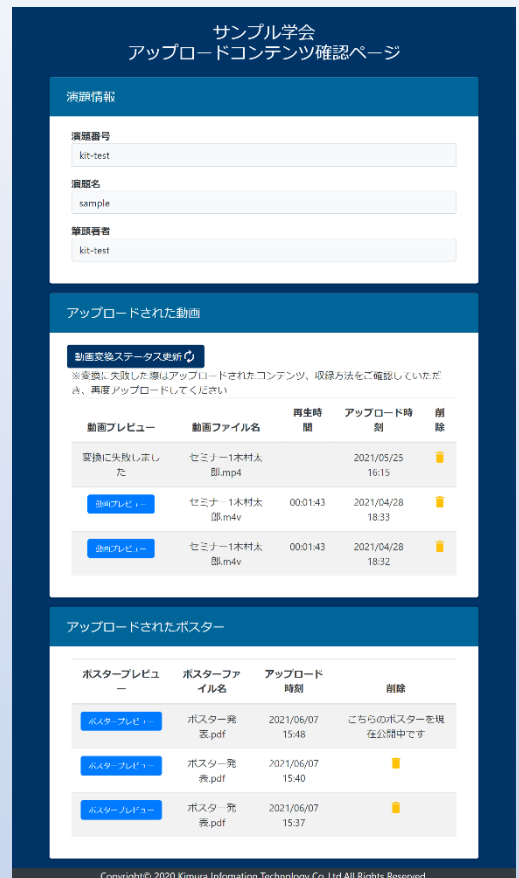 サンプル学会
アップロードコンテンツ確認ページ
演題情報
演題番号
kit-test
演題名
sample
筆頭著者
kit-test
アップロードされた動画
動画変換ステータス更新
※変換に失敗した際はアップロードされたコンテンツ、収録方法をご確認していただ
き、再度アップロードしてください
動画プレビュー 動画ファイル名 再生時間 アップロード時刻 削除
変換に失敗しました セミナー1木村太郎.mp4 2021/05/25 16:15
動画プレビュー セミナー1木村太郎.m4v 00:01:43 2021/04/28 18:33
動画プレビュー セミナー1木村太郎.m4v 00:01:43 2021/04/28 18:32
アップロードされたポスター
ポスタープレビュー ポスターファイル名 アップロード時刻 削除
ポスタープレビュー ポスター発表.pdf 2021/06/07 15:48 こちらのポスターを現在公開中です
ポスタープレビュー ポスター発表.pdf 2021/06/07 15:40
ポスタープレビュー ポスター発表.pdf 2021/06/07 15:37
Copyright© 2020 Kimura Infomation Technology Co.,Ltd All Rights Reserved.